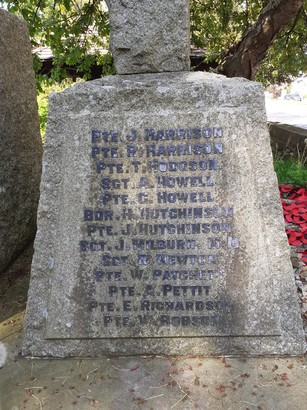 PTE. J. HARRISON
PTE. R. HARRISON
PTE. T. HODGSON
SGT. A. HOWELL
PTE. C. HOWELL
BDR. H. HUTCHINSON
PTE. J. HUTCHINSON
SGT. J. MILBURN. M.M.
SGT. R. NEWTON
PTE. W. PATCHETT
PTE. A. PETTIT
PTE. E. RICHARDSON
PTE. W. ROBSON